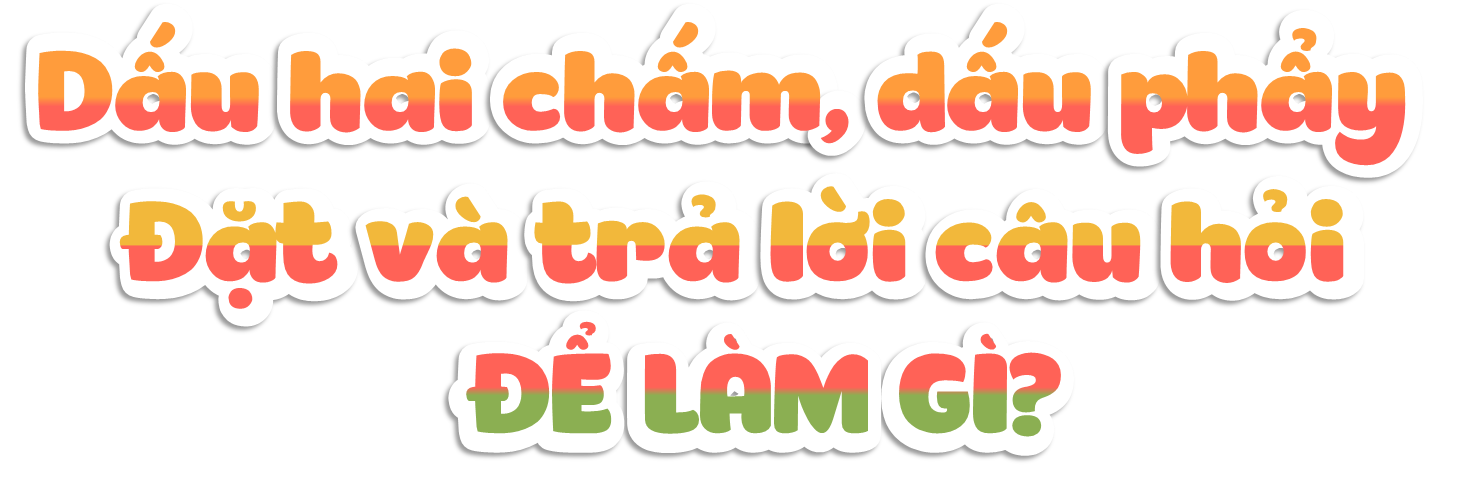 Dấu hai chấm, dấu phẩy
Đặt và trả lời câu hỏi
ĐỂ LÀM GÌ?